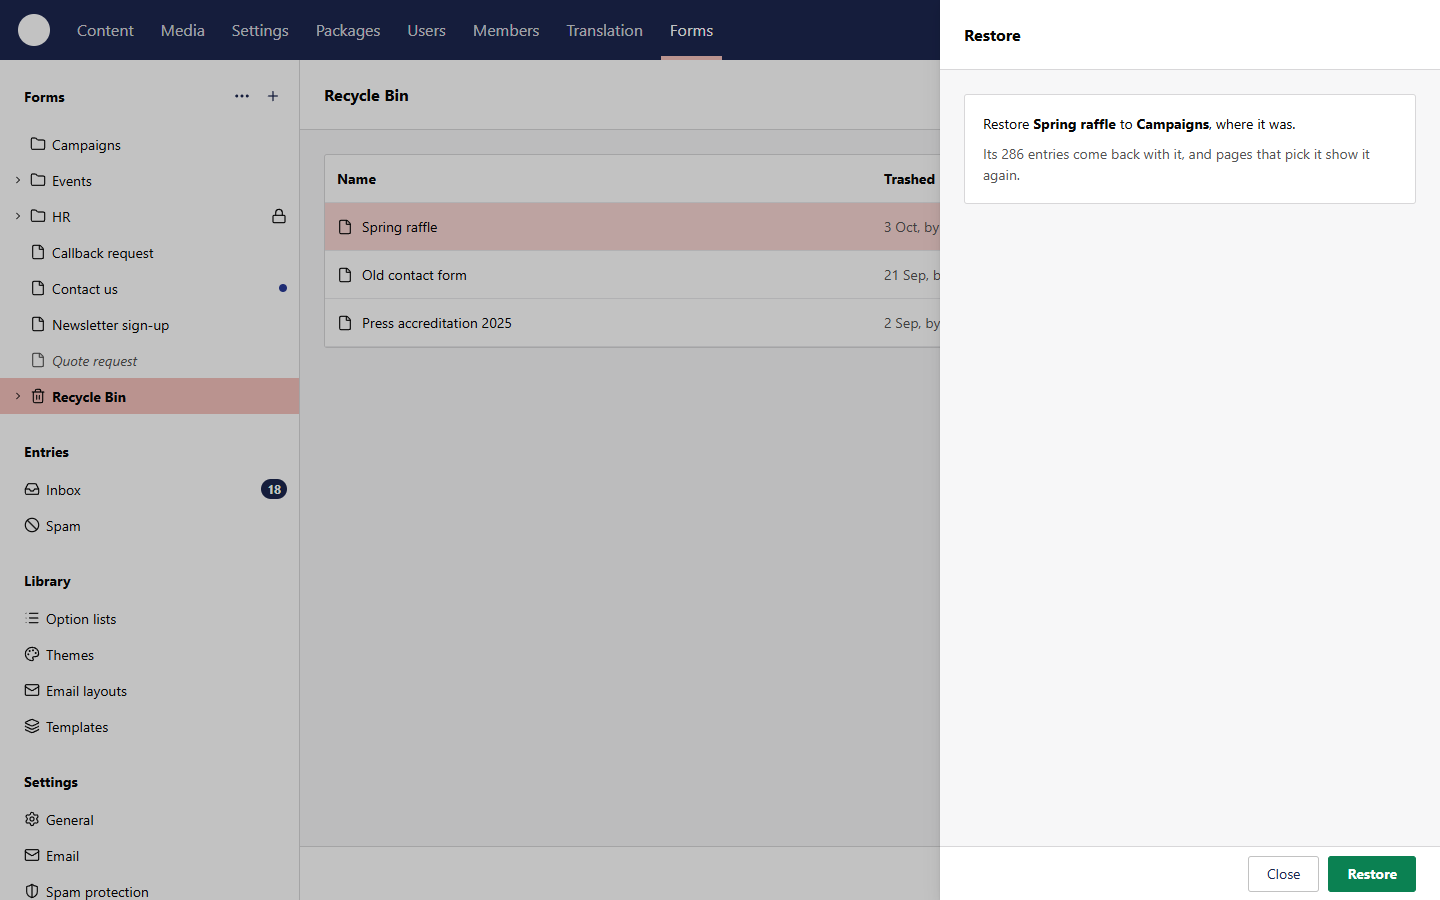 Content Media Settings Packages Users Members Translation Forms
Forms
Campaigns
Events
HR
Callback request
Contact us
Newsletter sign-up
Quote request
Recycle Bin
Entries
Inbox 18
Spam
Library
Option lists
Themes
Email layouts
Templates
Settings
General
Email
Spam protection
Recycle Bin
Name Trashed
Spring raffle 3 Oct, by
Old contact form 21 Sep,
Press accreditation 2025 2 Sep, by
Restore
Restore Spring raffle to Campaigns, where it was.
Its 286 entries come back with it, and pages that pick it show it
again.
Close Restore